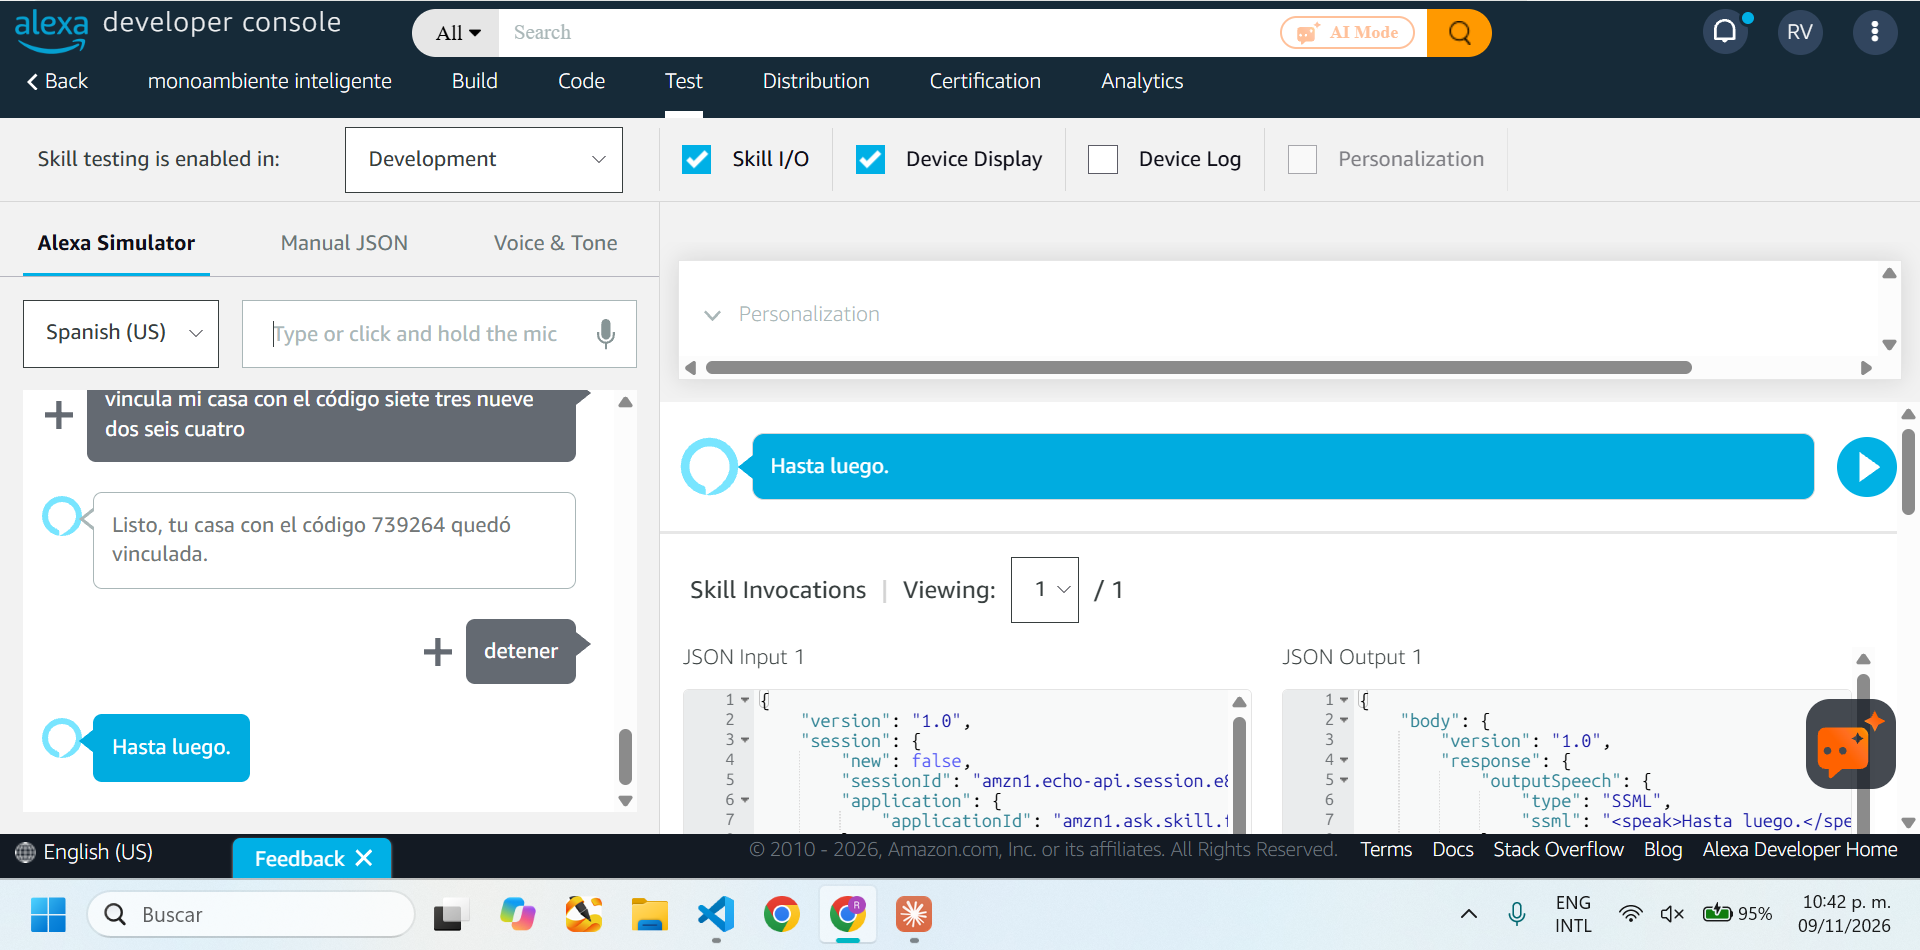 alexa developer console
All
Search
AI Mode
RV
Back
monoambiente inteligente
Build
Code
Test
Distribution
Certification
Analytics
Skill testing is enabled in:
Development
Skill I/O
Device Display
Device Log
Personalization
Alexa Simulator
Manual JSON
Voice & Tone
Spanish (US)
Type or click and hold the mic
vincula mi casa con el código siete tres nueve
dos seis cuatro
Listo, tu casa con el código 739264 quedó
vinculada.
detener
Hasta luego.
Personalization
Hasta luego.
Skill Invocations | Viewing: 1 / 1
JSON Input 1
1 {
2 "version": "1.0",
3 "session": {
4 "new": false,
5 "sessionId": "amzn1.echo-api.session.e8
6 "application": {
7 "applicationId": "amzn1.ask.skill.
JSON Output 1
1 {
2 "body": {
3 "version": "1.0",
4 "response": {
5 "outputSpeech": {
6 "type": "SSML",
7 "ssml": "<speak>Hasta luego.</spe
English (US)
Feedback
© 2010 - 2026, Amazon.com, Inc. or its affiliates. All Rights Reserved.
Terms
Docs
Stack Overflow
Blog
Alexa Developer Home
Buscar
R
ENG
INTL
95%
10:42 p. m.
09/11/2026